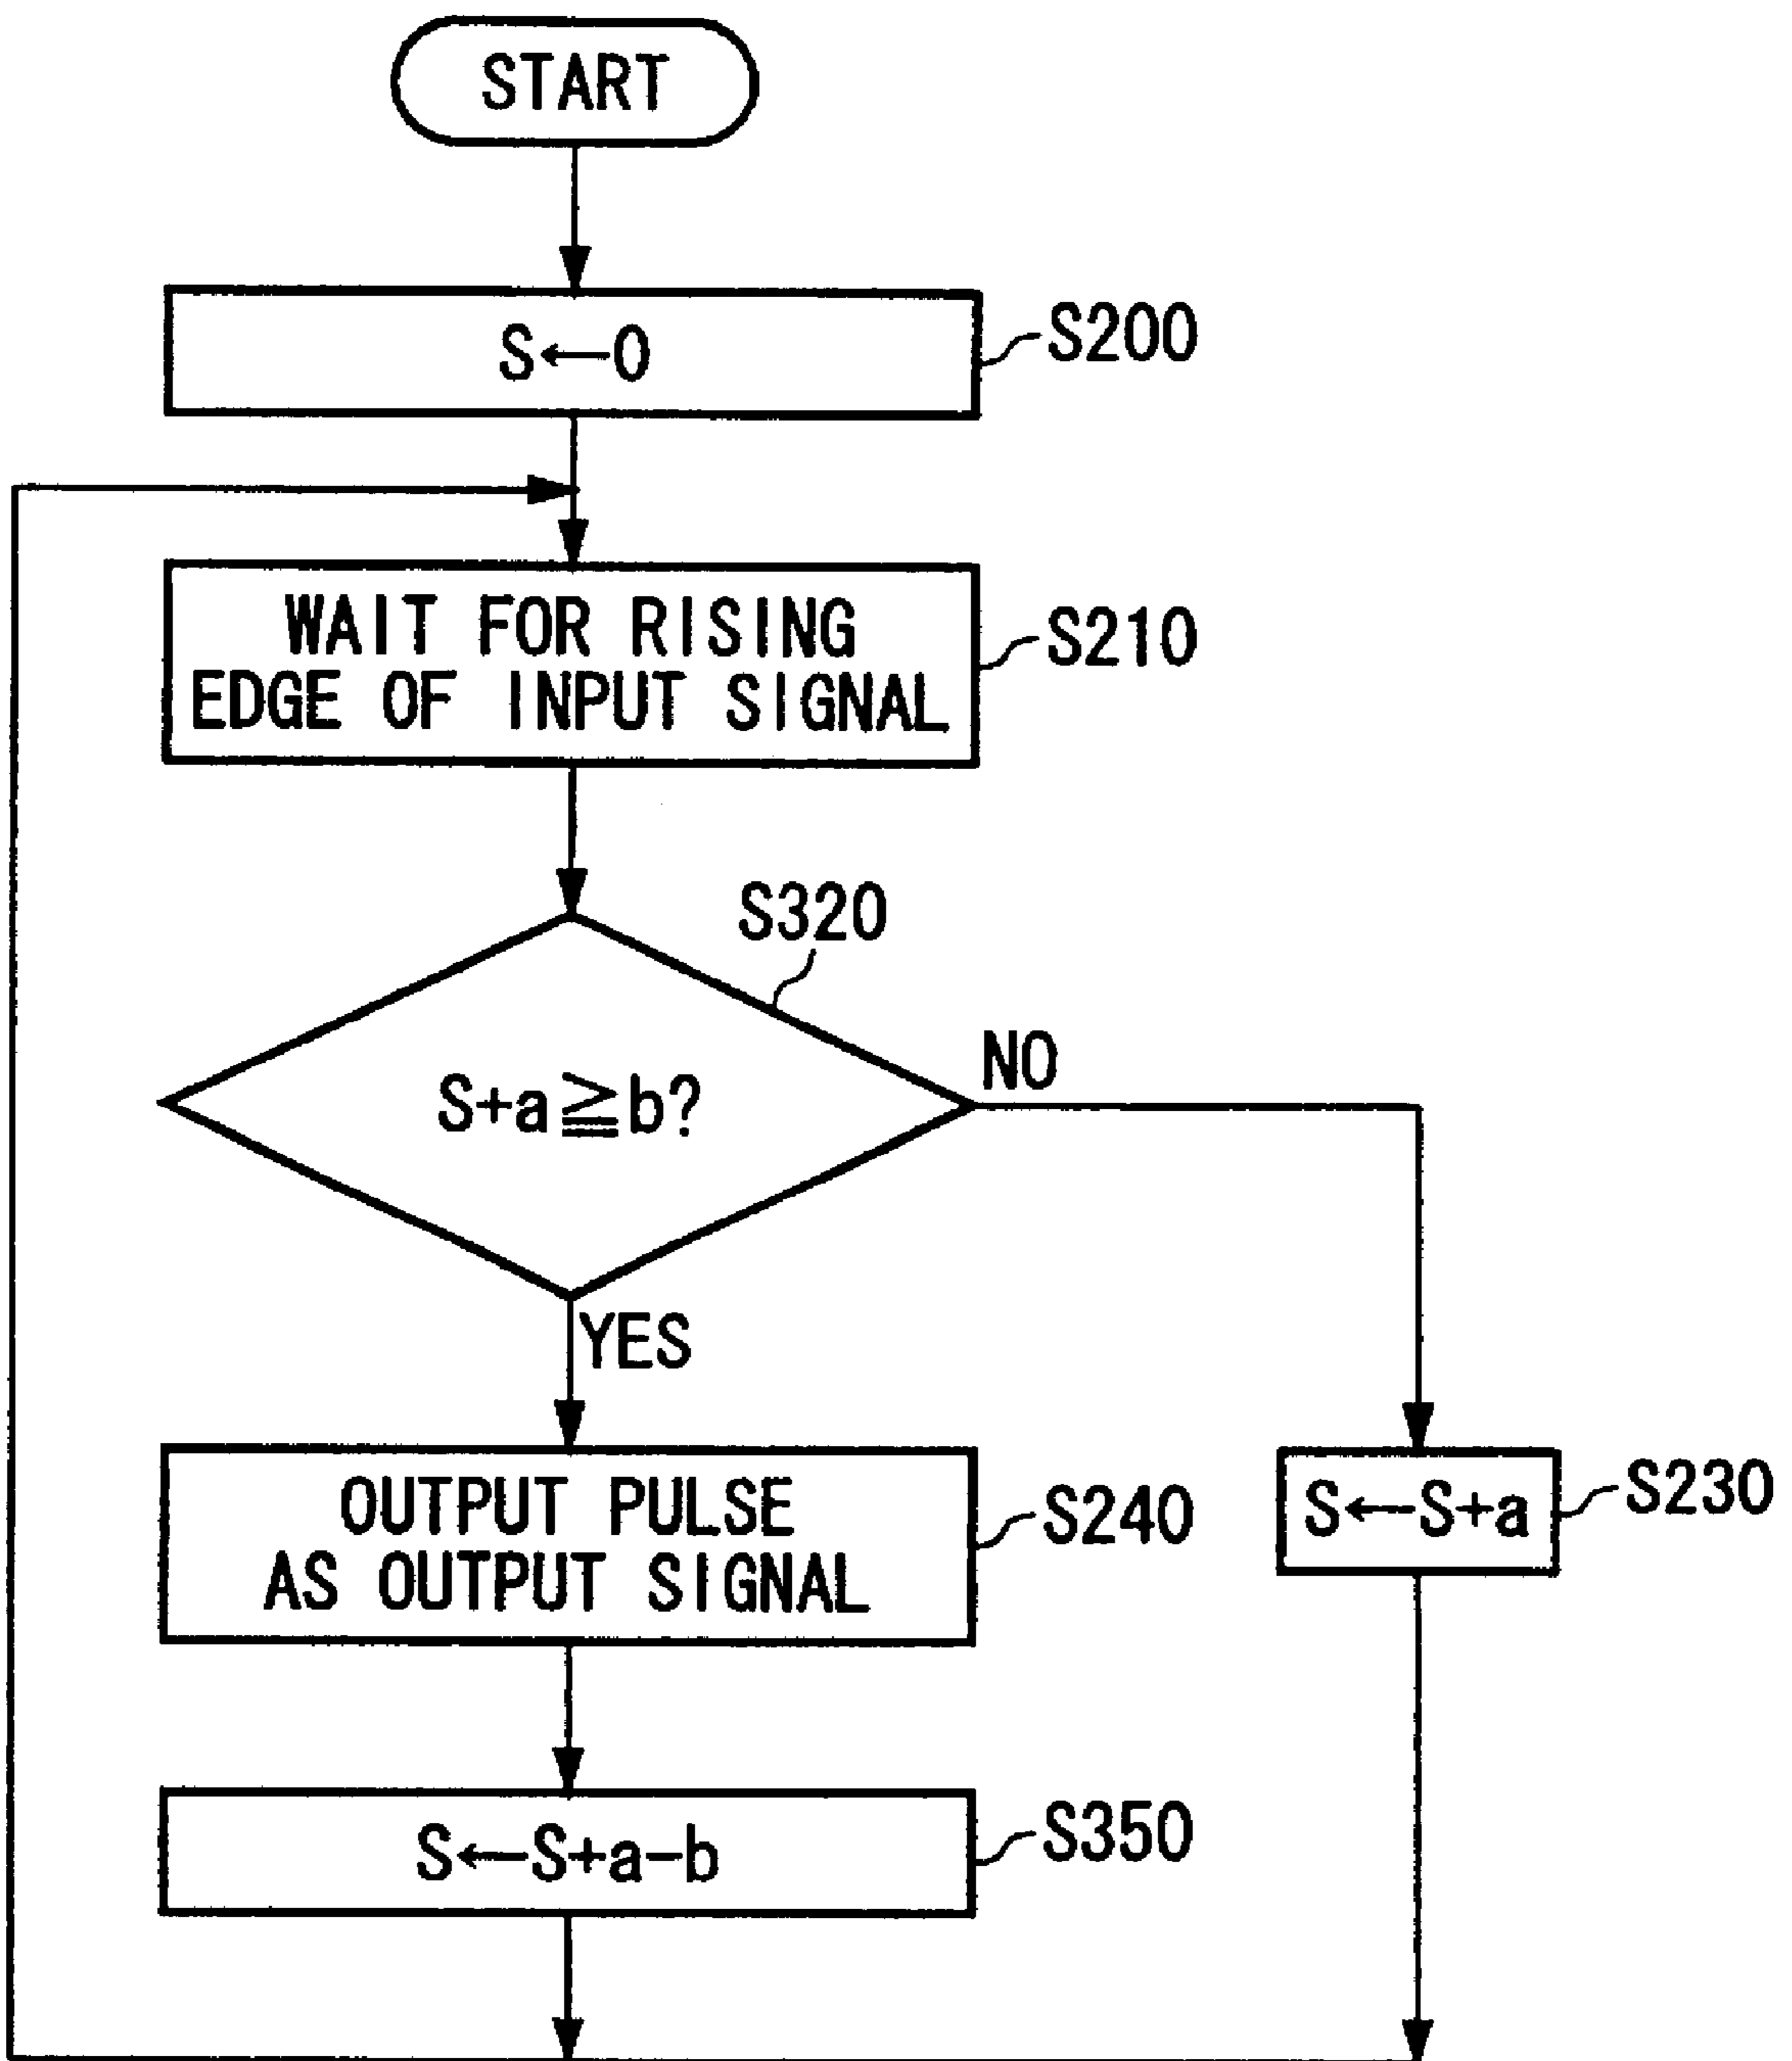 START
S←0
S200
WAIT FOR RISING
EDGE OF INPUT SIGNAL
S210
S320
S+a≧b?
NO
YES
OUTPUT PULSE
AS OUTPUT SIGNAL
S240
S←S+a
S230
S←S+a-b
S350